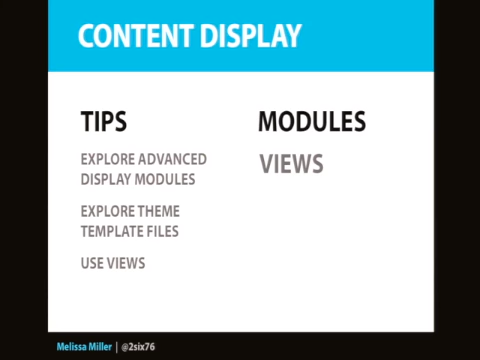 CONTENT DISPLAY
TIPS
EXPLORE ADVANCED
DISPLAY MODULES
EXPLORE THEME
TEMPLATE FILES
USE VIEWS
MODULES
VIEWS
Melissa Miller | @2six76